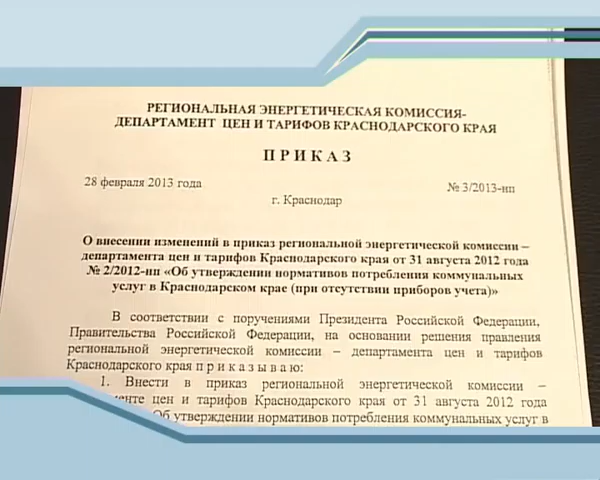 РЕГИОНАЛЬНАЯ ЭНЕРГЕТИЧЕСКАЯ КОМИССИЯ-
ДЕПАРТАМЕНТ ЦЕН И ТАРИФОВ КРАСНОДАРСКОГО КРАЯ
П Р И К А З
28 февраля 2013 года
№ 3/2013-нп
г. Краснодар
О внесении изменений в приказ региональной энергетической комиссии –
департамента цен и тарифов Краснодарского края от 31 августа 2012 года
№ 2/2012-нп «Об утверждении нормативов потребления коммунальных
услуг в Краснодарском крае (при отсутствии приборов учета)»
В соответствии с поручениями Президента Российской Федерации,
Правительства Российской Федерации, на основании решения правления
региональной энергетической комиссии – департамента цен и тарифов
Краснодарского края п р и к а з ы в а ю:
1. Внести в приказ региональной энергетической комиссии –
цен и тарифов Краснодарского края от 31 августа 2012 года
Об утверждении нормативов потребления коммунальных услуг в